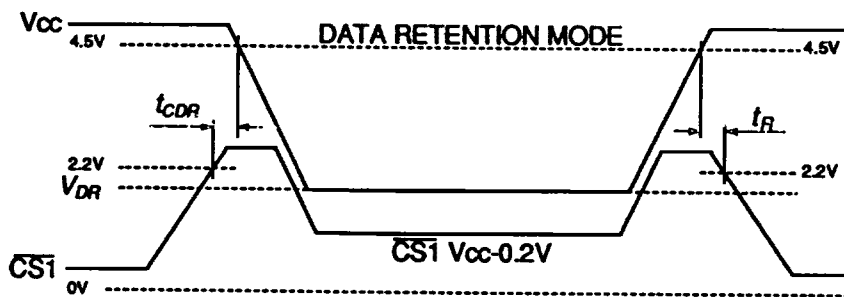 Vcc
4.5V
DATA RETENTION MODE
4.5V
tCDR
tR
2.2V
2.2V
VDR
CS1
CS1 Vcc-0.2V
0V